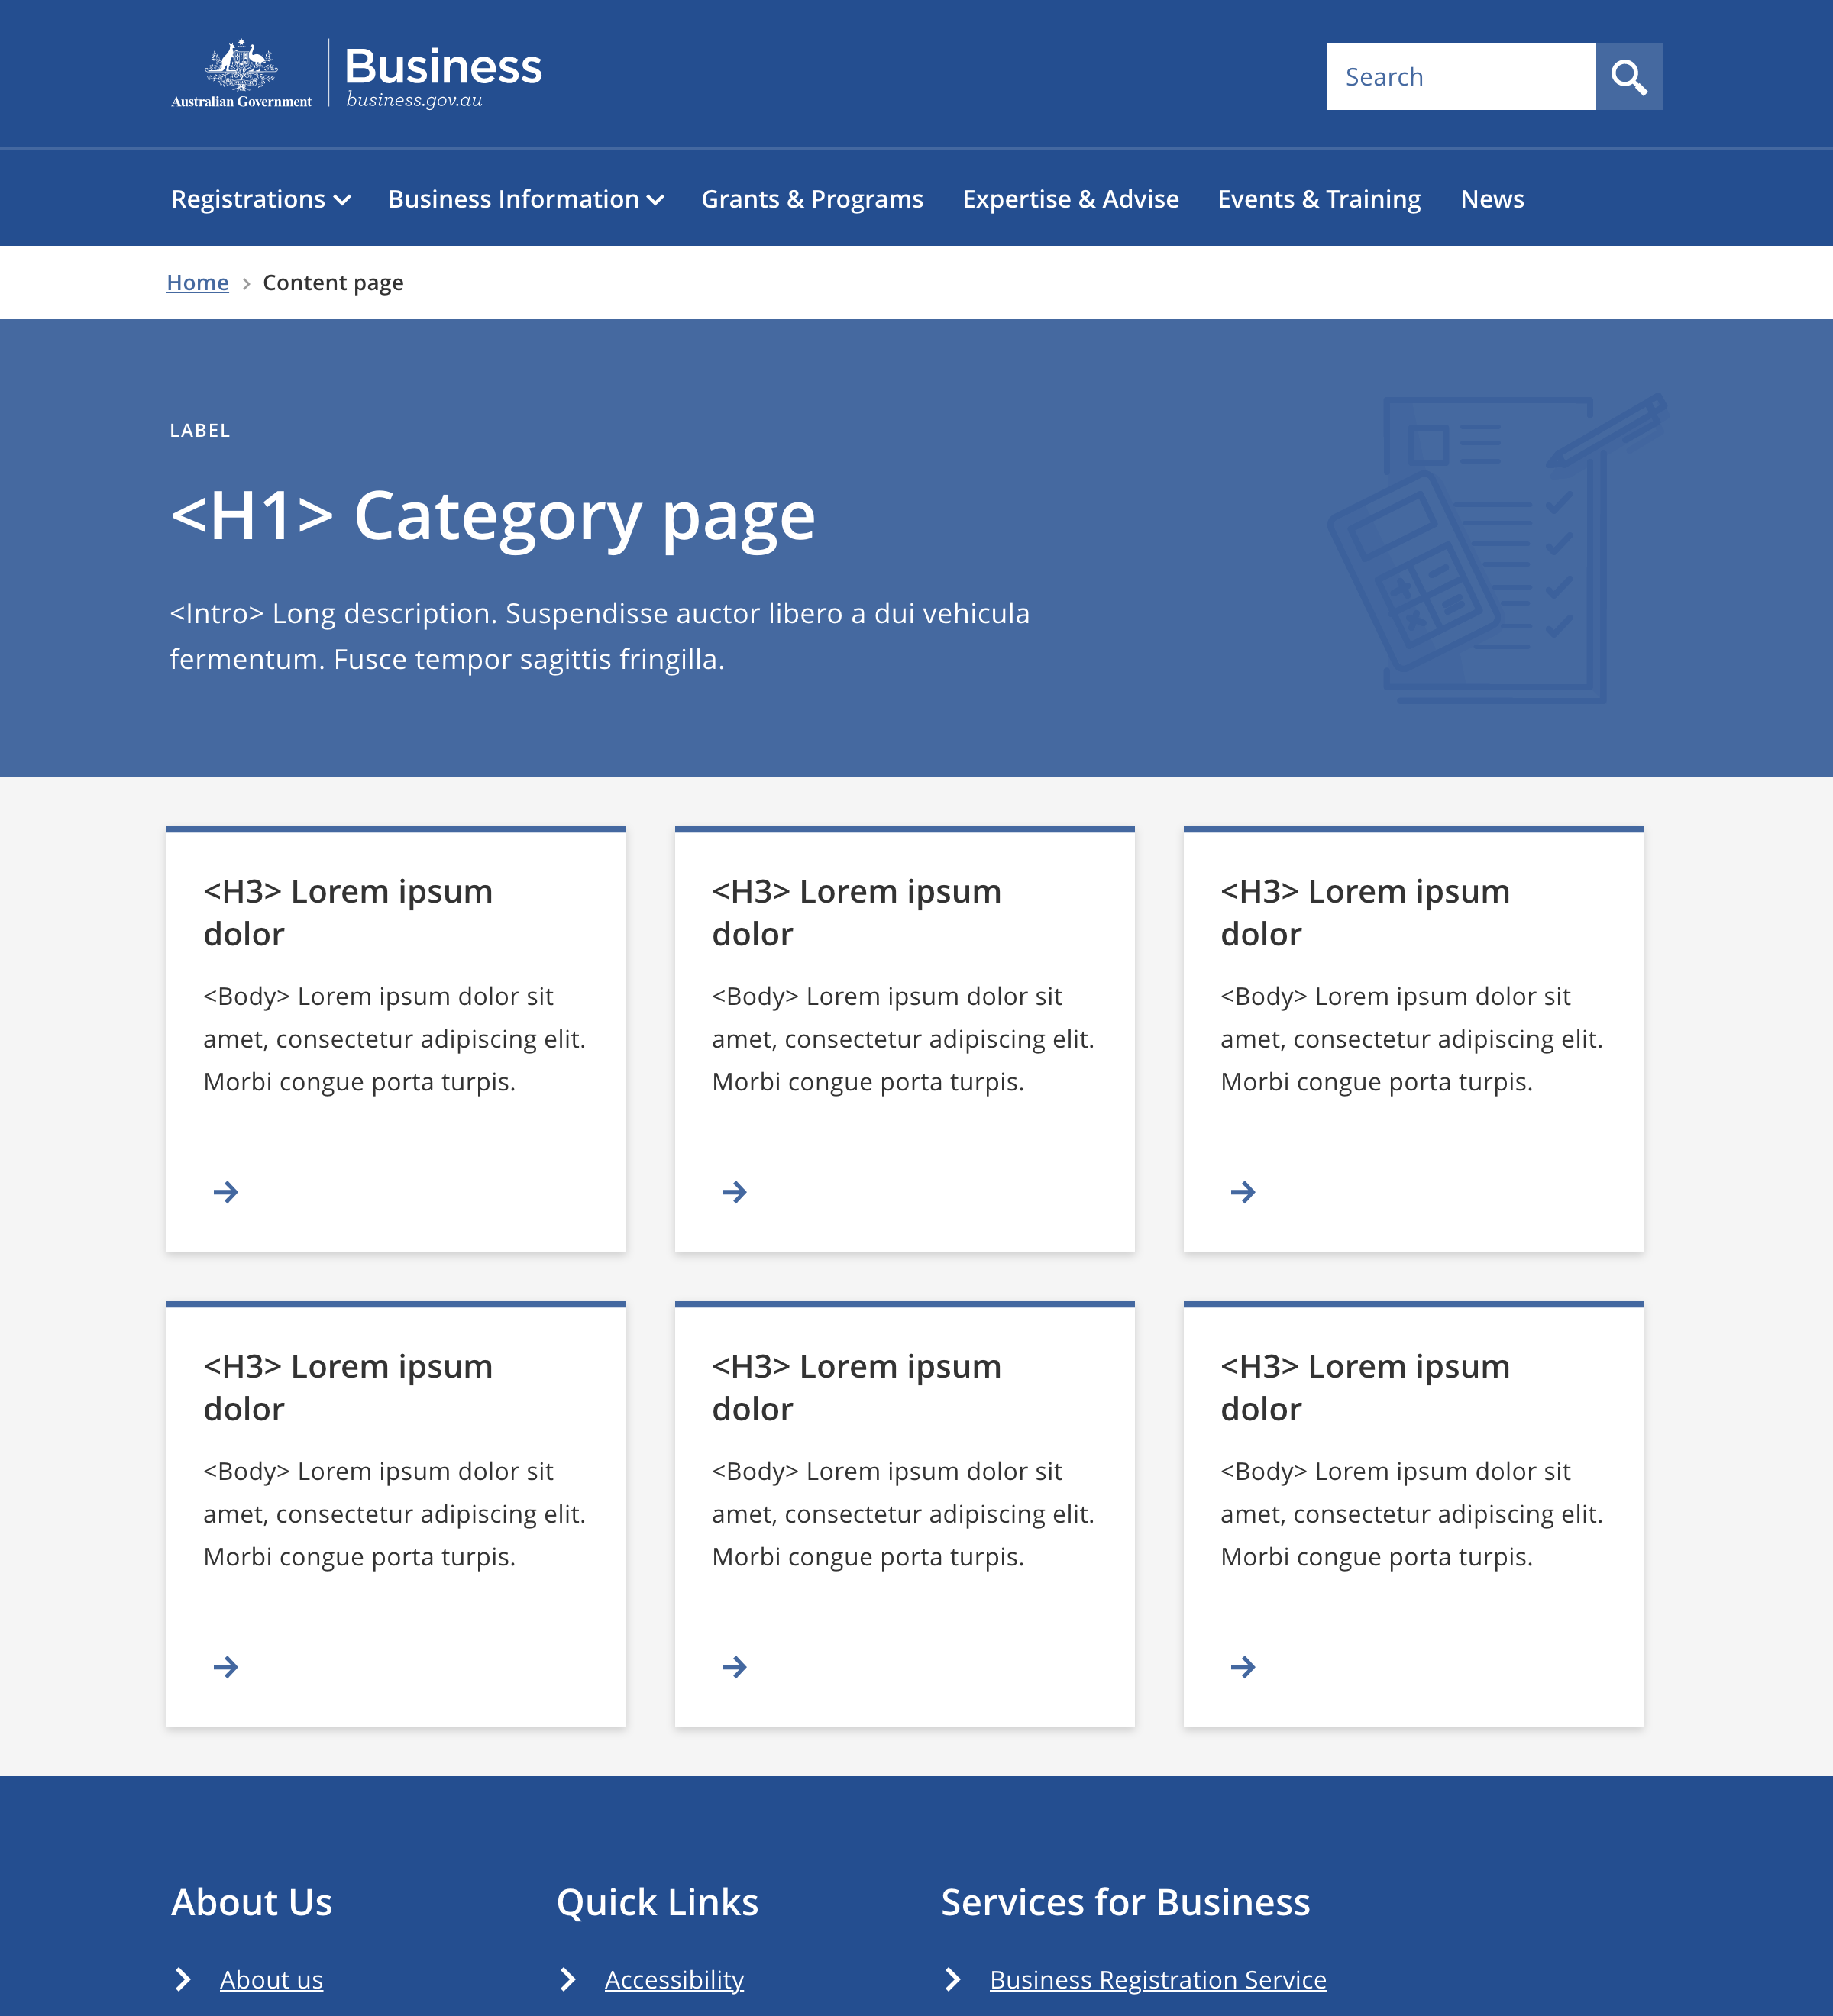 Australian Government
Business
business.gov.au
Search
Registrations Business Information Grants & Programs Expertise & Advise Events & Training News
Home Content page
LABEL
<H1> Category page
<Intro> Long description. Suspendisse auctor libero a dui vehicula
fermentum. Fusce tempor sagittis fringilla.
<H3> Lorem ipsum
dolor
<Body> Lorem ipsum dolor sit
amet, consectetur adipiscing elit.
Morbi congue porta turpis.
<H3> Lorem ipsum
dolor
<Body> Lorem ipsum dolor sit
amet, consectetur adipiscing elit.
Morbi congue porta turpis.
<H3> Lorem ipsum
dolor
<Body> Lorem ipsum dolor sit
amet, consectetur adipiscing elit.
Morbi congue porta turpis.
<H3> Lorem ipsum
dolor
<Body> Lorem ipsum dolor sit
amet, consectetur adipiscing elit.
Morbi congue porta turpis.
<H3> Lorem ipsum
dolor
<Body> Lorem ipsum dolor sit
amet, consectetur adipiscing elit.
Morbi congue porta turpis.
<H3> Lorem ipsum
dolor
<Body> Lorem ipsum dolor sit
amet, consectetur adipiscing elit.
Morbi congue porta turpis.
About Us
About us
Quick Links
Accessibility
Services for Business
Business Registration Service